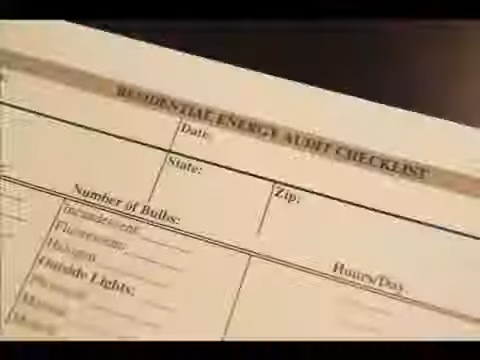 RESIDENTIAL ENERGY AUDIT CHECKLIST
Date:
State:
Zip:
Number of Bulbs:
Hours/Day:
Incandescent
Fluorescent
Halogen
Outside Lights: